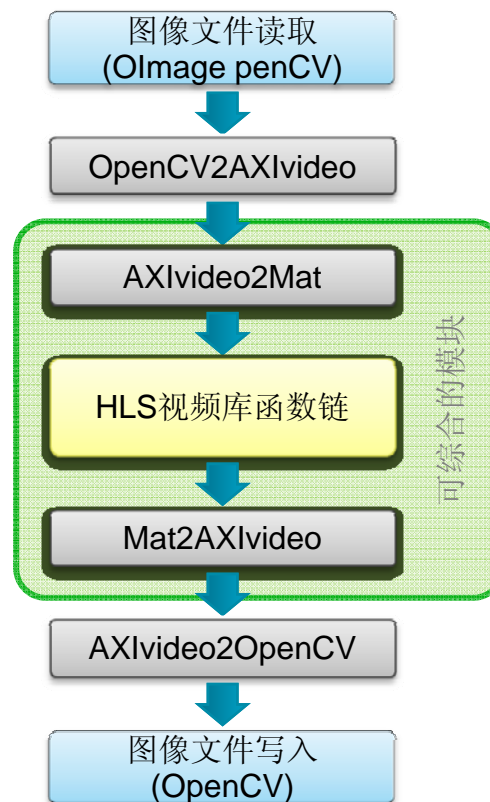 图像文件读取
(OImage penCV)
OpenCV2AXIvideo
AXIvideo2Mat
HLS视频库函数链
Mat2AXIvideo
可综合的模块
AXIvideo2OpenCV
图像文件写入
(OpenCV)